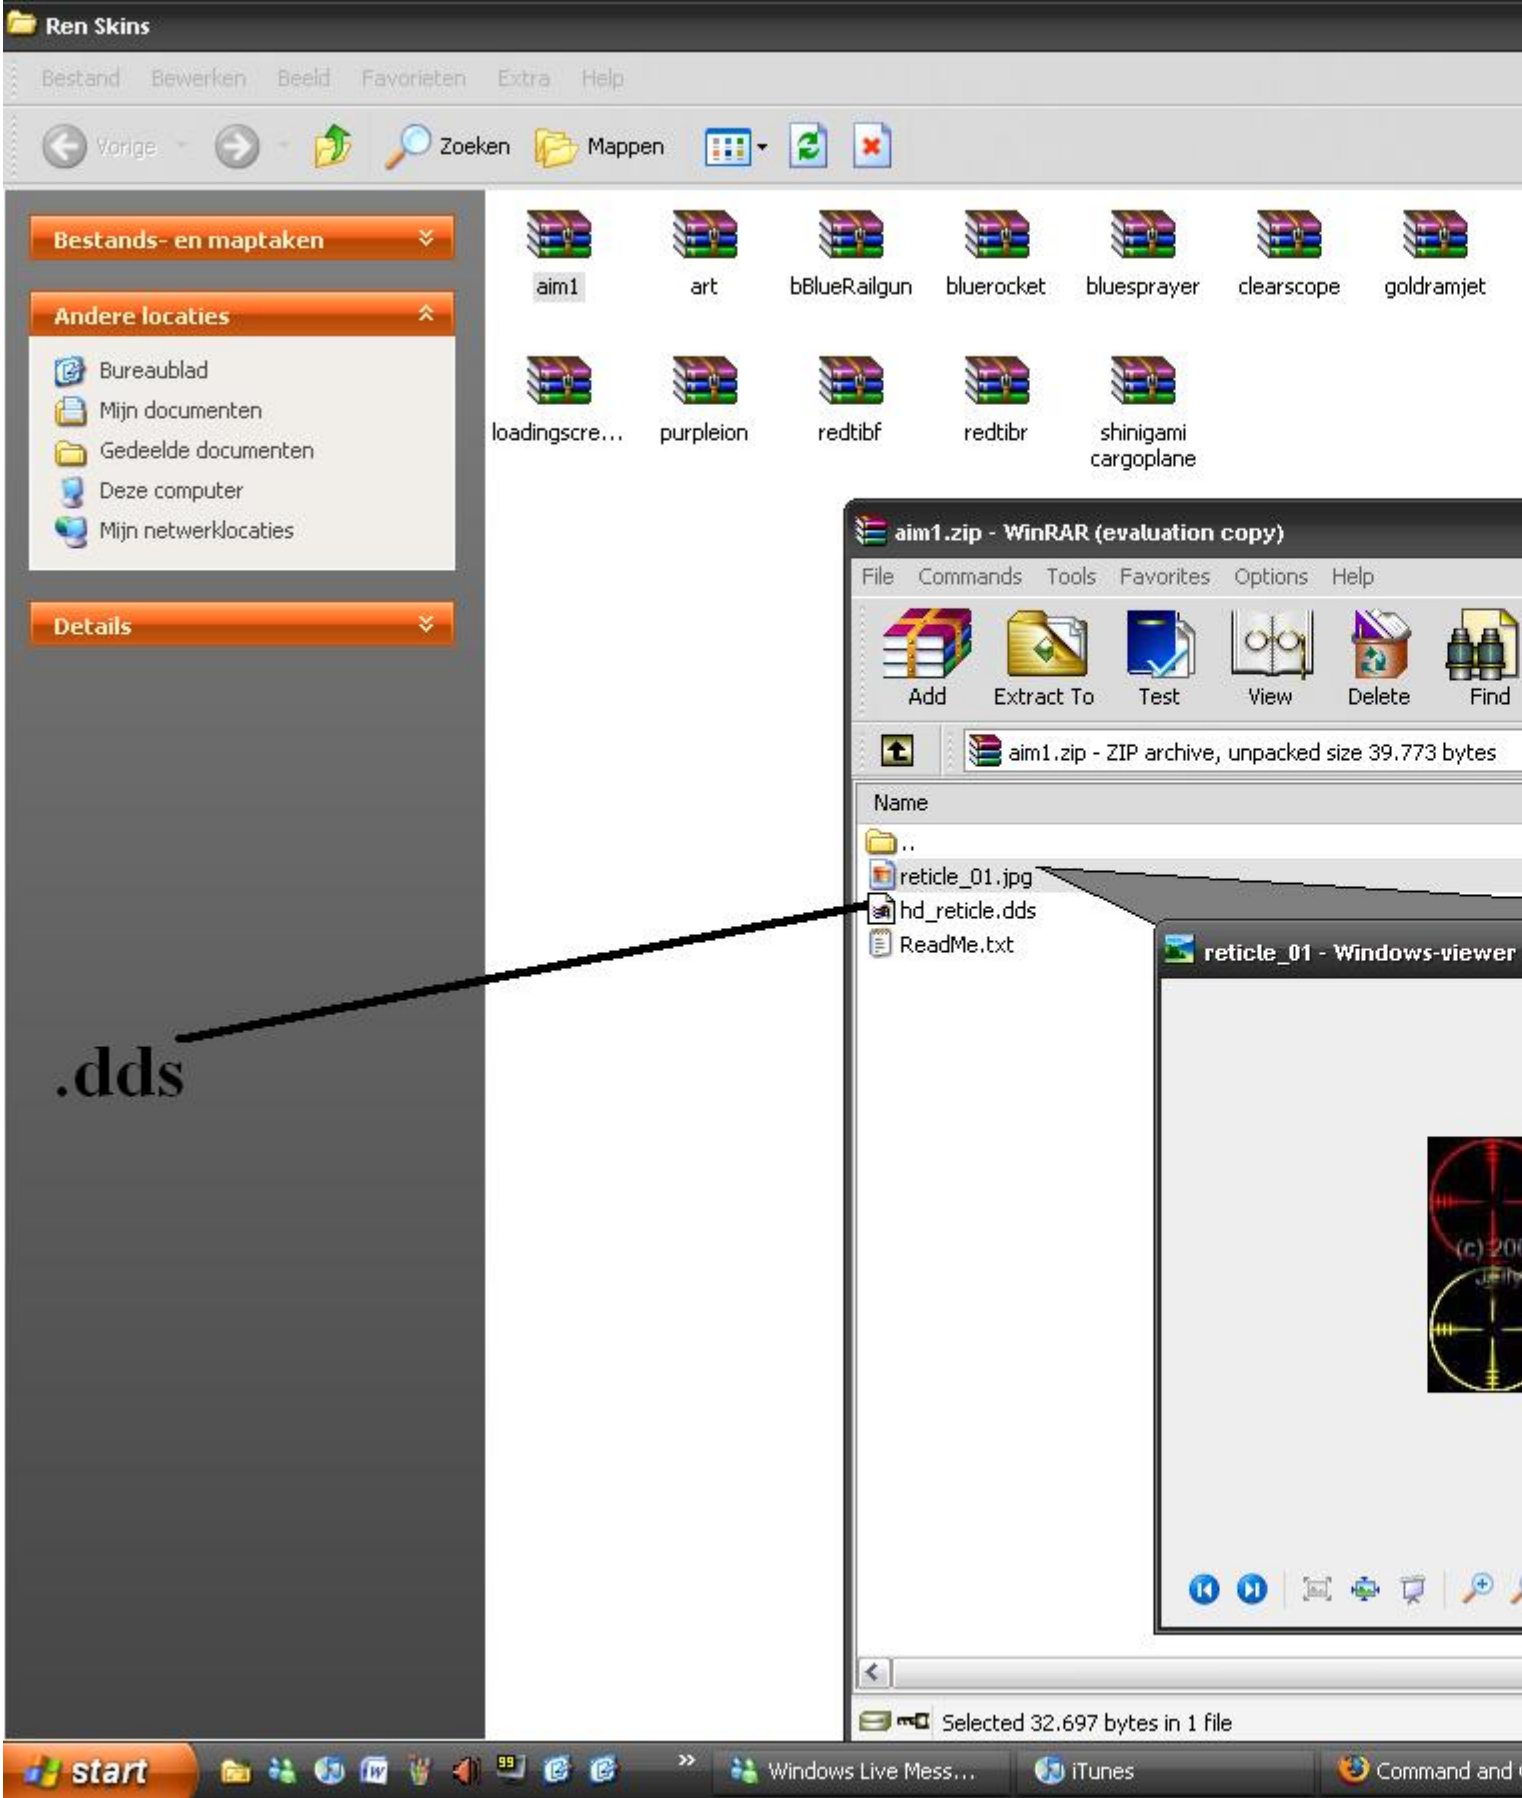 Ren Skins
Bestand Bewerken Beeld Favorieten Extra Help
Vorige Zoeken Mappen
Bestands- en maptaken
Andere locaties
Bureaublad
Mijn documenten
Gedeelde documenten
Deze computer
Mijn netwerklocaties
Details
.dds
aim1 art bBlueRailgun bluerocket bluesprayer clearscope goldramjet
loadingscre... purpleion redtibf redtibr shinigami
cargoplane
aim1.zip - WinRAR (evaluation copy)
File Commands Tools Favorites Options Help
Add Extract To Test View Delete Find
aim1.zip - ZIP archive, unpacked size 39.773 bytes
Name
..
reticle_01.jpg
hd_reticle.dds
ReadMe.txt
reticle_01 - Windows-viewer
(c) 200
Selected 32.697 bytes in 1 file
start 99 » Windows Live Mess... iTunes Command and